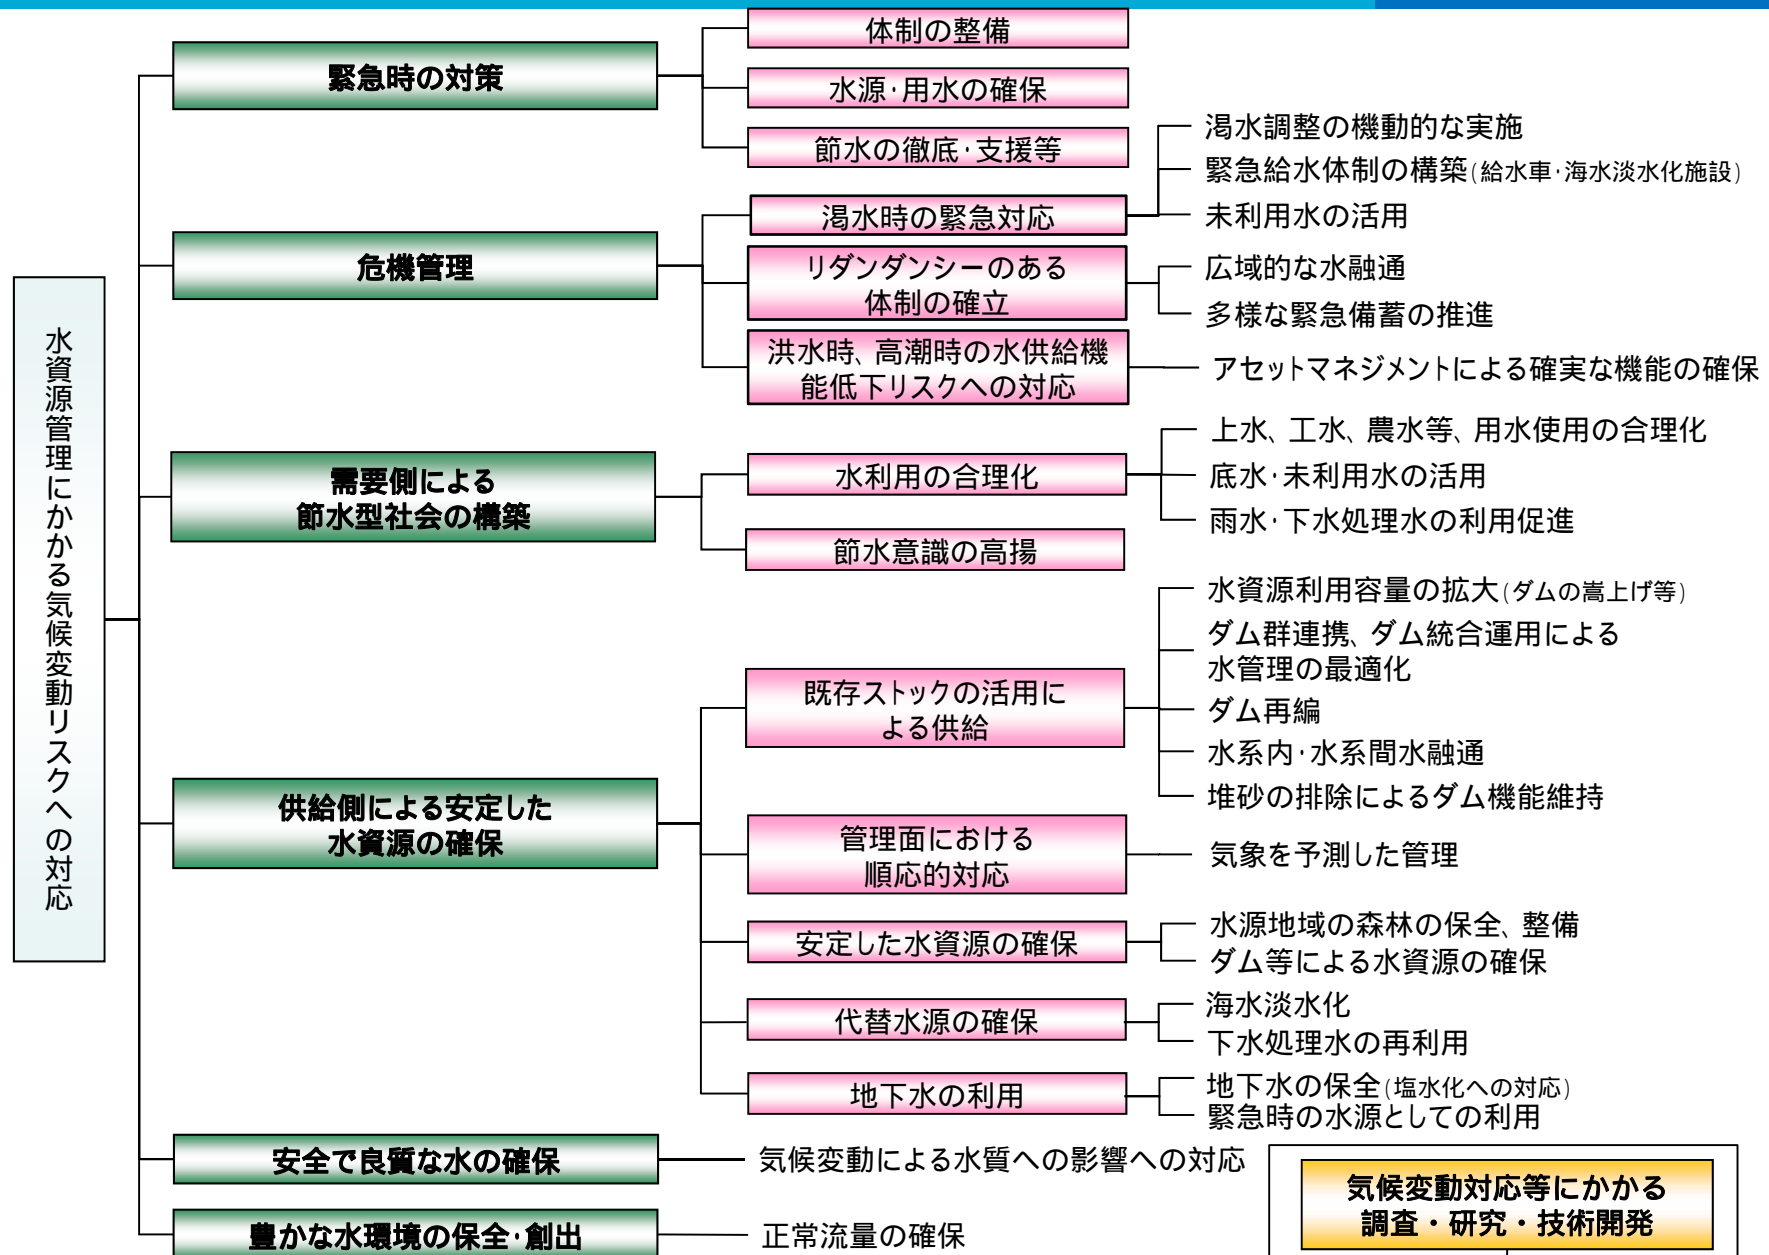 水資源管理にかかる気候変動リスクへの対応
緊急時の対策
体制の整備
水源・用水の確保
節水の徹底・支援等
危機管理
渇水時の緊急対応
渇水調整の機動的な実施
緊急給水体制の構築(給水車・海水淡水化施設)
未利用水の活用
リダンダンシーのある
体制の確立
広域的な水融通
多様な緊急備蓄の推進
洪水時、高潮時の水供給機
能低下リスクへの対応
アセットマネジメントによる確実な機能の確保
需要側による
節水型社会の構築
水利用の合理化
上水、工水、農水等、用水使用の合理化
底水・未利用水の活用
雨水・下水処理水の利用促進
節水意識の高揚
供給側による安定した
水資源の確保
既存ストックの活用に
よる供給
水資源利用容量の拡大(ダムの嵩上げ等)
ダム群連携、ダム統合運用による
水管理の最適化
ダム再編
水系内・水系間水融通
堆砂の排除によるダム機能維持
管理面における
順応的対応
気象を予測した管理
安定した水資源の確保
水源地域の森林の保全、整備
ダム等による水資源の確保
代替水源の確保
海水淡水化
下水処理水の再利用
地下水の利用
地下水の保全(塩水化への対応)
緊急時の水源としての利用
安全で良質な水の確保
気候変動による水質への影響への対応
豊かな水環境の保全・創出
正常流量の確保
気候変動対応等にかかる
調査・研究・技術開発